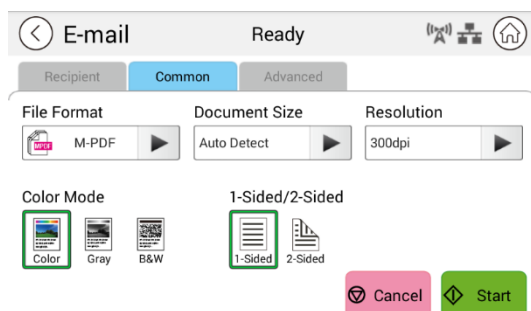 E-mail Ready
Recipient Common Advanced
File Format Document Size Resolution
MPDF M-PDF Auto Detect 300dpi
Color Mode 1-Sided/2-Sided
Color Gray B&W 1-Sided 2-Sided
Cancel Start